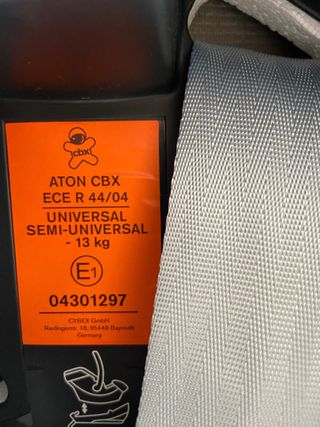 cbx
ATON CBX
ECE R 44/04
UNIVERSAL
SEMI-UNIVERSAL
- 13 kg
E1
04301297
CYBEX GmbH
Riedingerstr. 18, 95448 Bayreuth
Germany